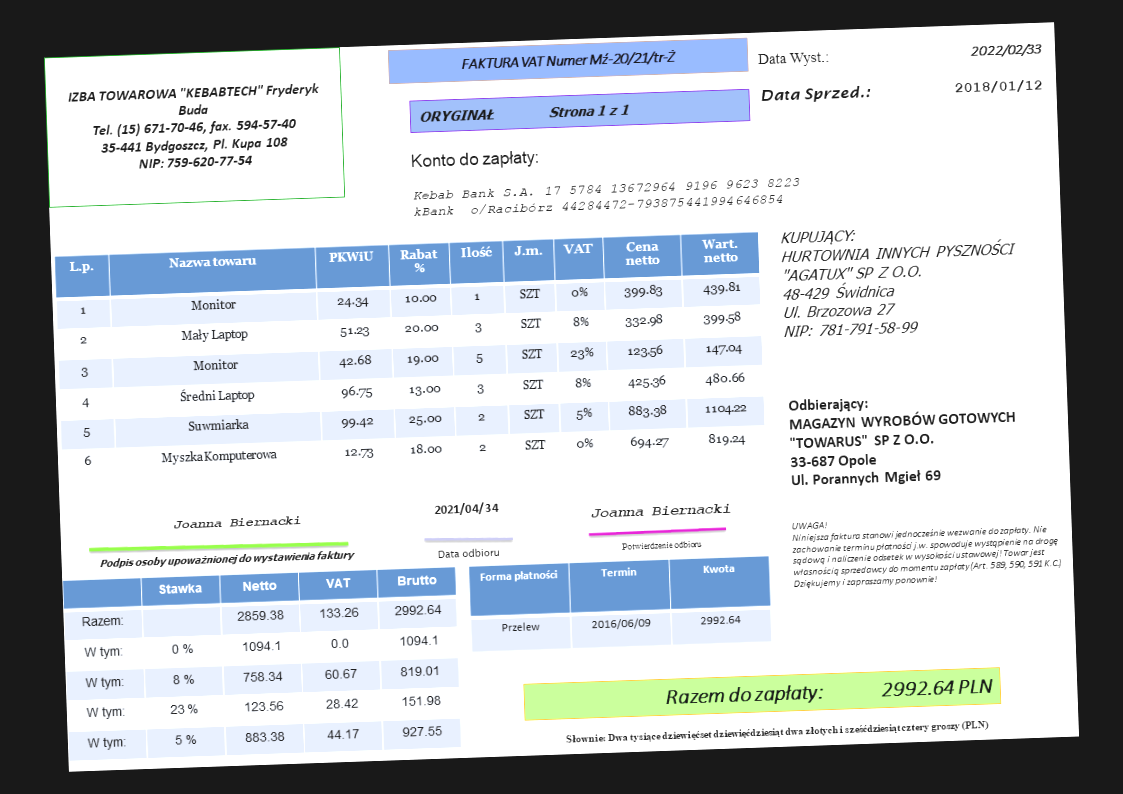 IZBA TOWAROWA "KEBABTECH" Fryderyk
Buda
Tel. (15) 671-70-46, fax. 594-57-40
35-441 Bydgoszcz, Pl. Kupa 108
NIP: 759-620-77-54
FAKTURA VAT Numer Mź-20/21/tr-Ż
ORYGINAŁ Strona 1 z 1
Data Wyst.: 2022/02/33
Data Sprzed.: 2018/01/12
Konto do zapłaty:
Kebab Bank S.A. 17 5784 13672964 9196 9623 8223
kBank o/Racibórz 44284472-793875441994646854
KUPUJĄCY:
HURTOWNIA INNYCH PYSZNOŚCI
"AGATUX" SP Z O.O.
48-429 Świdnica
Ul. Brzozowa 27
NIP: 781-791-58-99
L.p. Nazwa towaru PKWiU Rabat % Ilość J.m. VAT Cena netto Wart. netto
1 Monitor 24.34 10.00 1 SZT 0% 399.83 439.81
2 Mały Laptop 51.23 20.00 3 SZT 8% 332.98 399.58
3 Monitor 42.68 19.00 5 SZT 23% 123.56 147.04
4 Średni Laptop 96.75 13.00 3 SZT 8% 425.36 480.66
5 Suwmiarka 99.42 25.00 2 SZT 5% 883.38 1104.22
6 Myszka Komputerowa 12.73 18.00 2 SZT 0% 694.27 819.24
Odbierający:
MAGAZYN WYROBÓW GOTOWYCH
"TOWARUS" SP Z O.O.
33-687 Opole
Ul. Porannych Mgieł 69
Joanna Biernacki
Podpis osoby upoważnionej do wystawienia faktury
2021/04/34
Data odbioru
Joanna Biernacki
Potwierdzenie odbioru
UWAGA!
Niniejsza faktura stanowi jednocześnie wezwanie do zapłaty. Nie
zachowanie terminu płatności j.w. spowoduje wystąpienie na drogę
sądową i naliczenie odsetek w wysokości ustawowej! Towar jest
własnością sprzedawcy do momentu zapłaty (Art. 589, 590, 591 K.C.)
Dziękujemy i zapraszamy ponownie!
Stawka Netto VAT Brutto
Razem: 2859.38 133.26 2992.64
W tym: 0 % 1094.1 0.0 1094.1
W tym: 8 % 758.34 60.67 819.01
W tym: 23 % 123.56 28.42 151.98
W tym: 5 % 883.38 44.17 927.55
Forma płatności Termin Kwota
Przelew 2016/06/09 2992.64
Razem do zapłaty: 2992.64 PLN
Słownie: Dwa tysiące dziewięćset dziewięćdziesiąt dwa złotych i sześćdziesiąt cztery groszy (PLN)